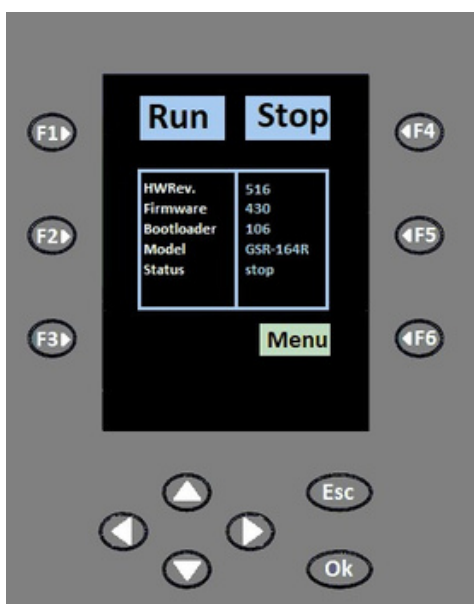 Run Stop
F1 F4
HWRev. 516
Firmware 430
Bootloader 106
F2 F5
Model GSR-164R
Status stop
F3 Menu F6
Esc
Ok